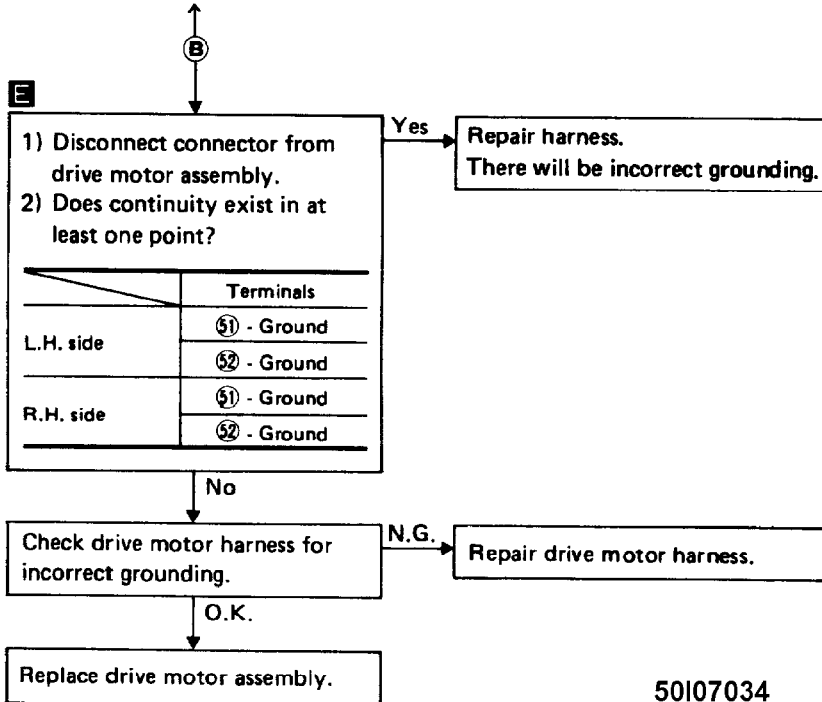 B
E
1) Disconnect connector from
drive motor assembly.
2) Does continuity exist in at
least one point?
Terminals
L.H. side
51 - Ground
52 - Ground
R.H. side
51 - Ground
52 - Ground
Yes
Repair harness.
There will be incorrect grounding.
No
Check drive motor harness for
incorrect grounding.
N.G.
Repair drive motor harness.
O.K.
Replace drive motor assembly.
50I07034